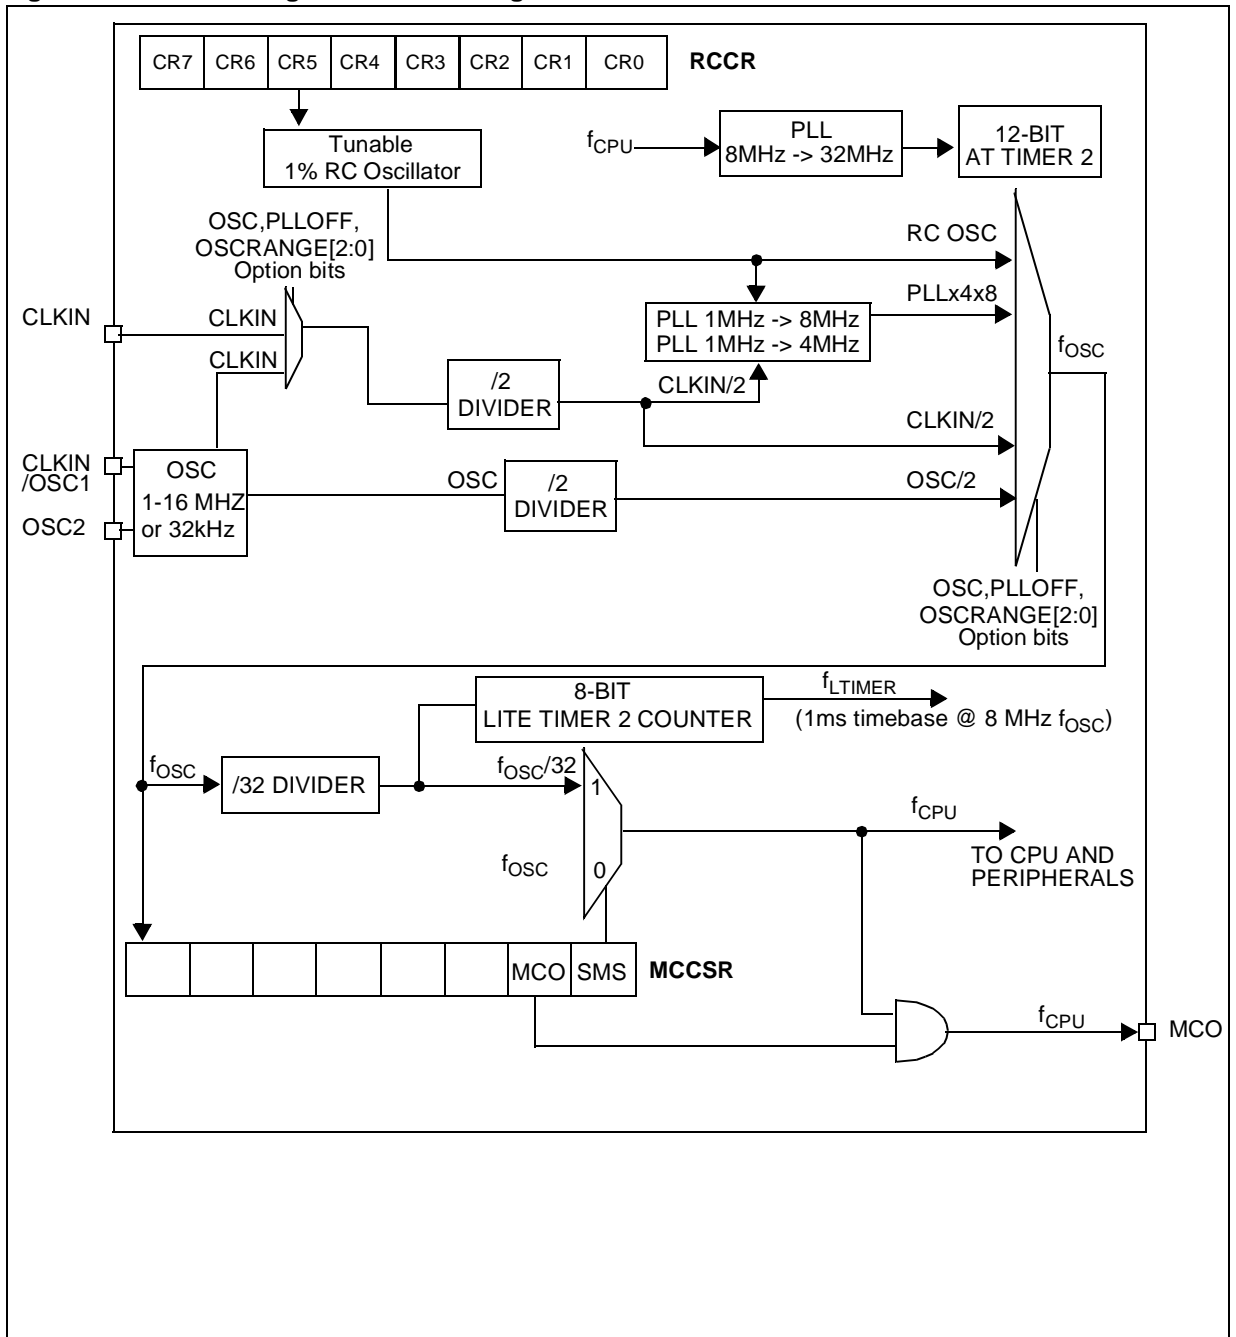 CR7 CR6 CR5 CR4 CR3 CR2 CR1 CR0 RCCR
Tunable
1% RC Oscillator
fCPU
PLL
8MHz -> 32MHz
12-BIT
AT TIMER 2
OSC,PLLOFF,
OSCRANGE[2:0]
Option bits
RC OSC
PLLx4x8
CLKIN
CLKIN
CLKIN
PLL 1MHz -> 8MHz
PLL 1MHz -> 4MHz
fOSC
/2
DIVIDER
CLKIN/2
CLKIN/2
CLKIN
/OSC1
OSC2
OSC
1-16 MHZ
or 32kHz
OSC
/2
DIVIDER
OSC/2
OSC,PLLOFF,
OSCRANGE[2:0]
Option bits
8-BIT
LITE TIMER 2 COUNTER
fLTIMER
(1ms timebase @ 8 MHz fOSC)
fOSC
/32 DIVIDER
fOSC/32
1
fOSC
0
fCPU
TO CPU AND
PERIPHERALS
MCO SMS MCCSR
fCPU
MCO